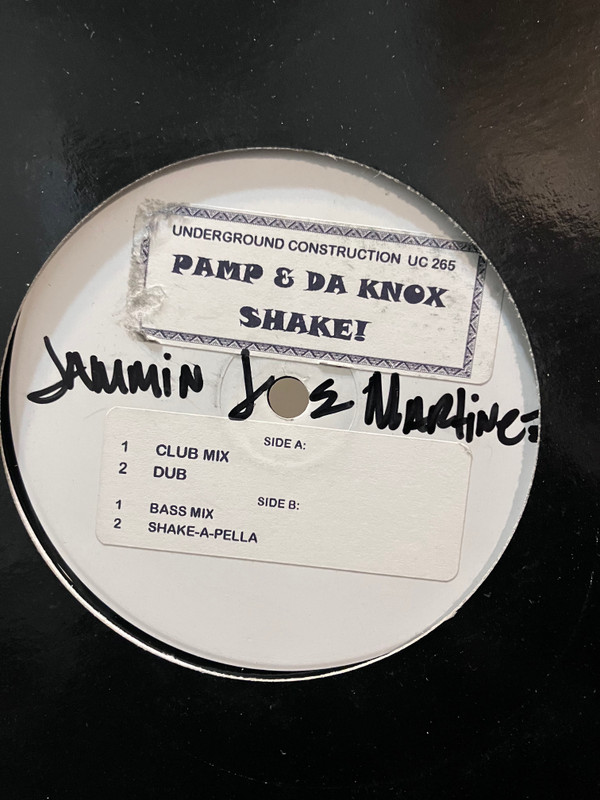 UNDERGROUND CONSTRUCTION UC 265
PAMP & DA KNOX
SHAKE!
JAMMIN JOE MARTINEZ
SIDE A:
1 CLUB MIX
2 DUB
SIDE B:
1 BASS MIX
2 SHAKE-A-PELLA